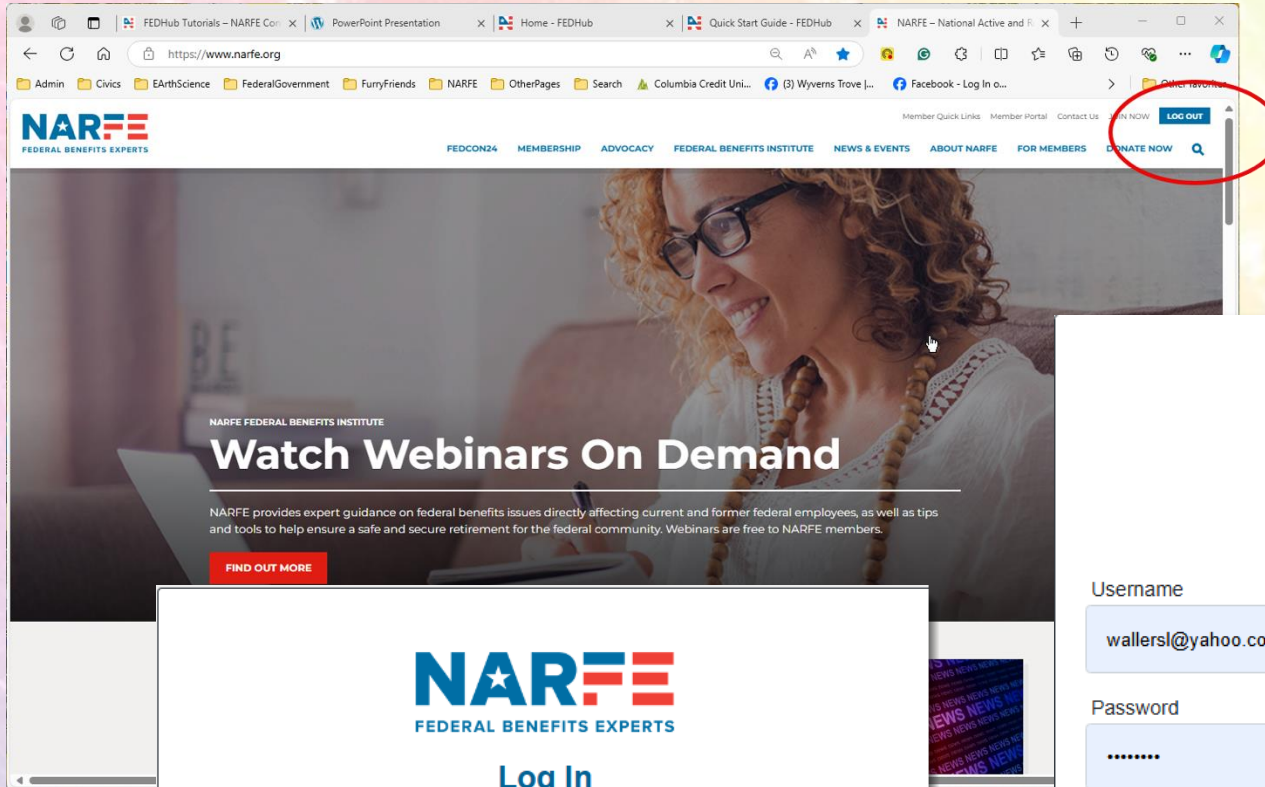 FEDHub Tutorials – NARFE Con
PowerPoint Presentation
Home - FEDHub
Quick Start Guide - FEDHub
NARFE – National Active and R
https://www.narfe.org
Admin
Civics
EArthScience
FederalGovernment
FurryFriends
NARFE
OtherPages
Search
Columbia Credit Uni...
(3) Wyverns Trove |...
Facebook - Log In o...
Other favorites
Member Quick Links Member Portal Contact Us JOIN NOW LOG OUT
NARFE
FEDERAL BENEFITS EXPERTS
FEDCON24 MEMBERSHIP ADVOCACY FEDERAL BENEFITS INSTITUTE NEWS & EVENTS ABOUT NARFE FOR MEMBERS DONATE NOW
NARFE FEDERAL BENEFITS INSTITUTE
Watch Webinars On Demand
NARFE provides expert guidance on federal benefits issues directly affecting current and former federal employees, as well as tips
and tools to help ensure a safe and secure retirement for the federal community. Webinars are free to NARFE members.
FIND OUT MORE
NARFE
FEDERAL BENEFITS EXPERTS
Log In
Username
wallersl@yahoo.co
Password
••••••••